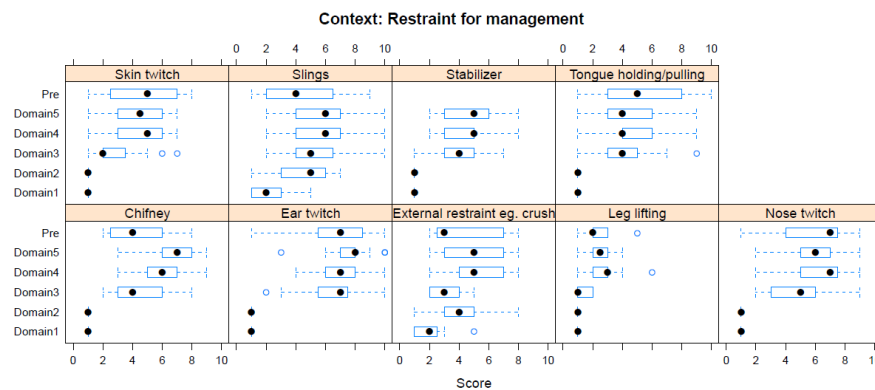 Context: Restraint for management
0 2 4 6 8 10 0 2 4 6 8 10
Skin twitch Slings Stabilizer Tongue holding/pulling
Pre
Domain5
Domain4
Domain3
Domain2
Domain1
Chifney Ear twitch External restraint eg. crush Leg lifting Nose twitch
Pre
Domain5
Domain4
Domain3
Domain2
Domain1
0 2 4 6 8 10 0 2 4 6 8 10 0 2 4 6 8 10
Score